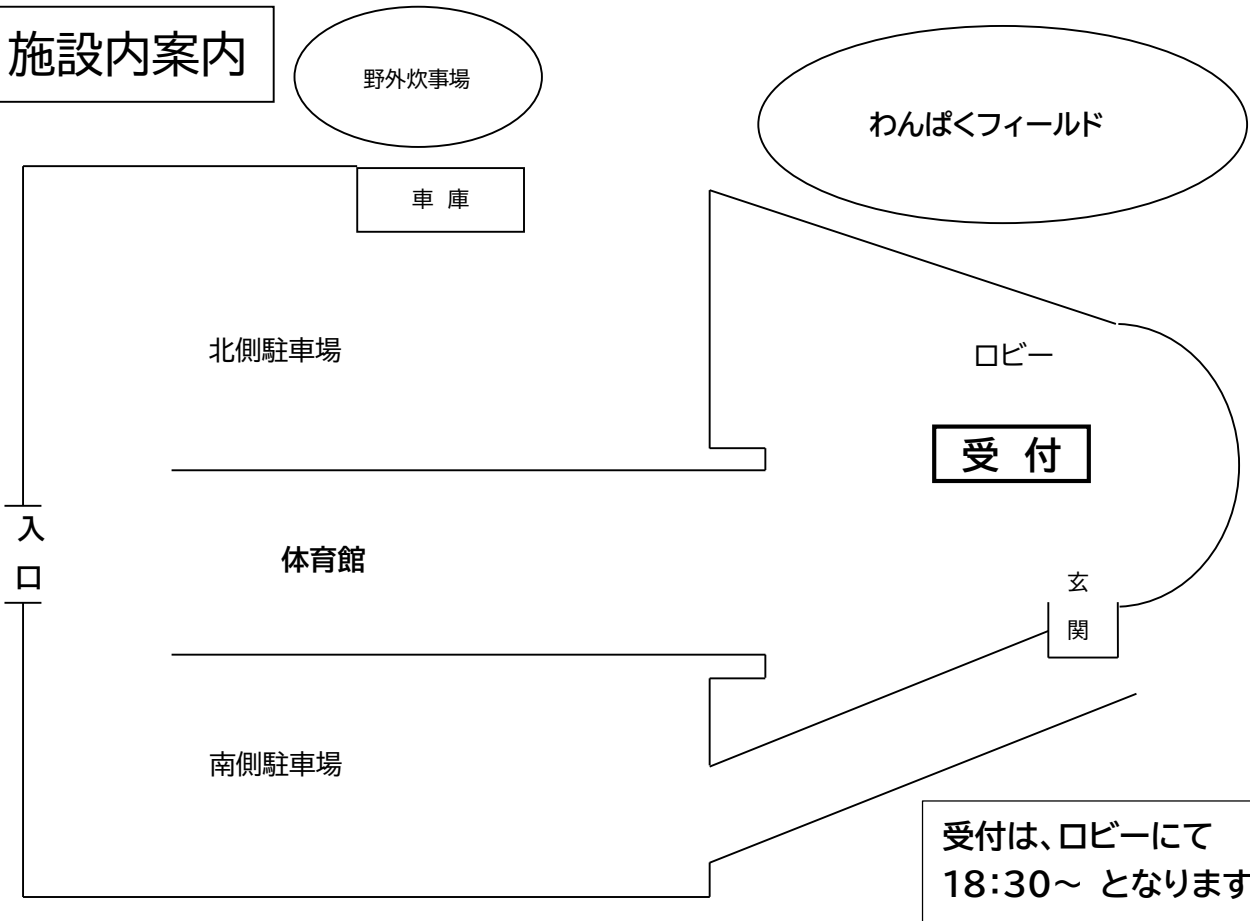 施設内案内
野外炊事場
わんぱくフィールド
車 庫
北側駐車場
ロビー
受 付
入口
体育館
玄関
南側駐車場
受付は、ロビーにて
18:30~ となります